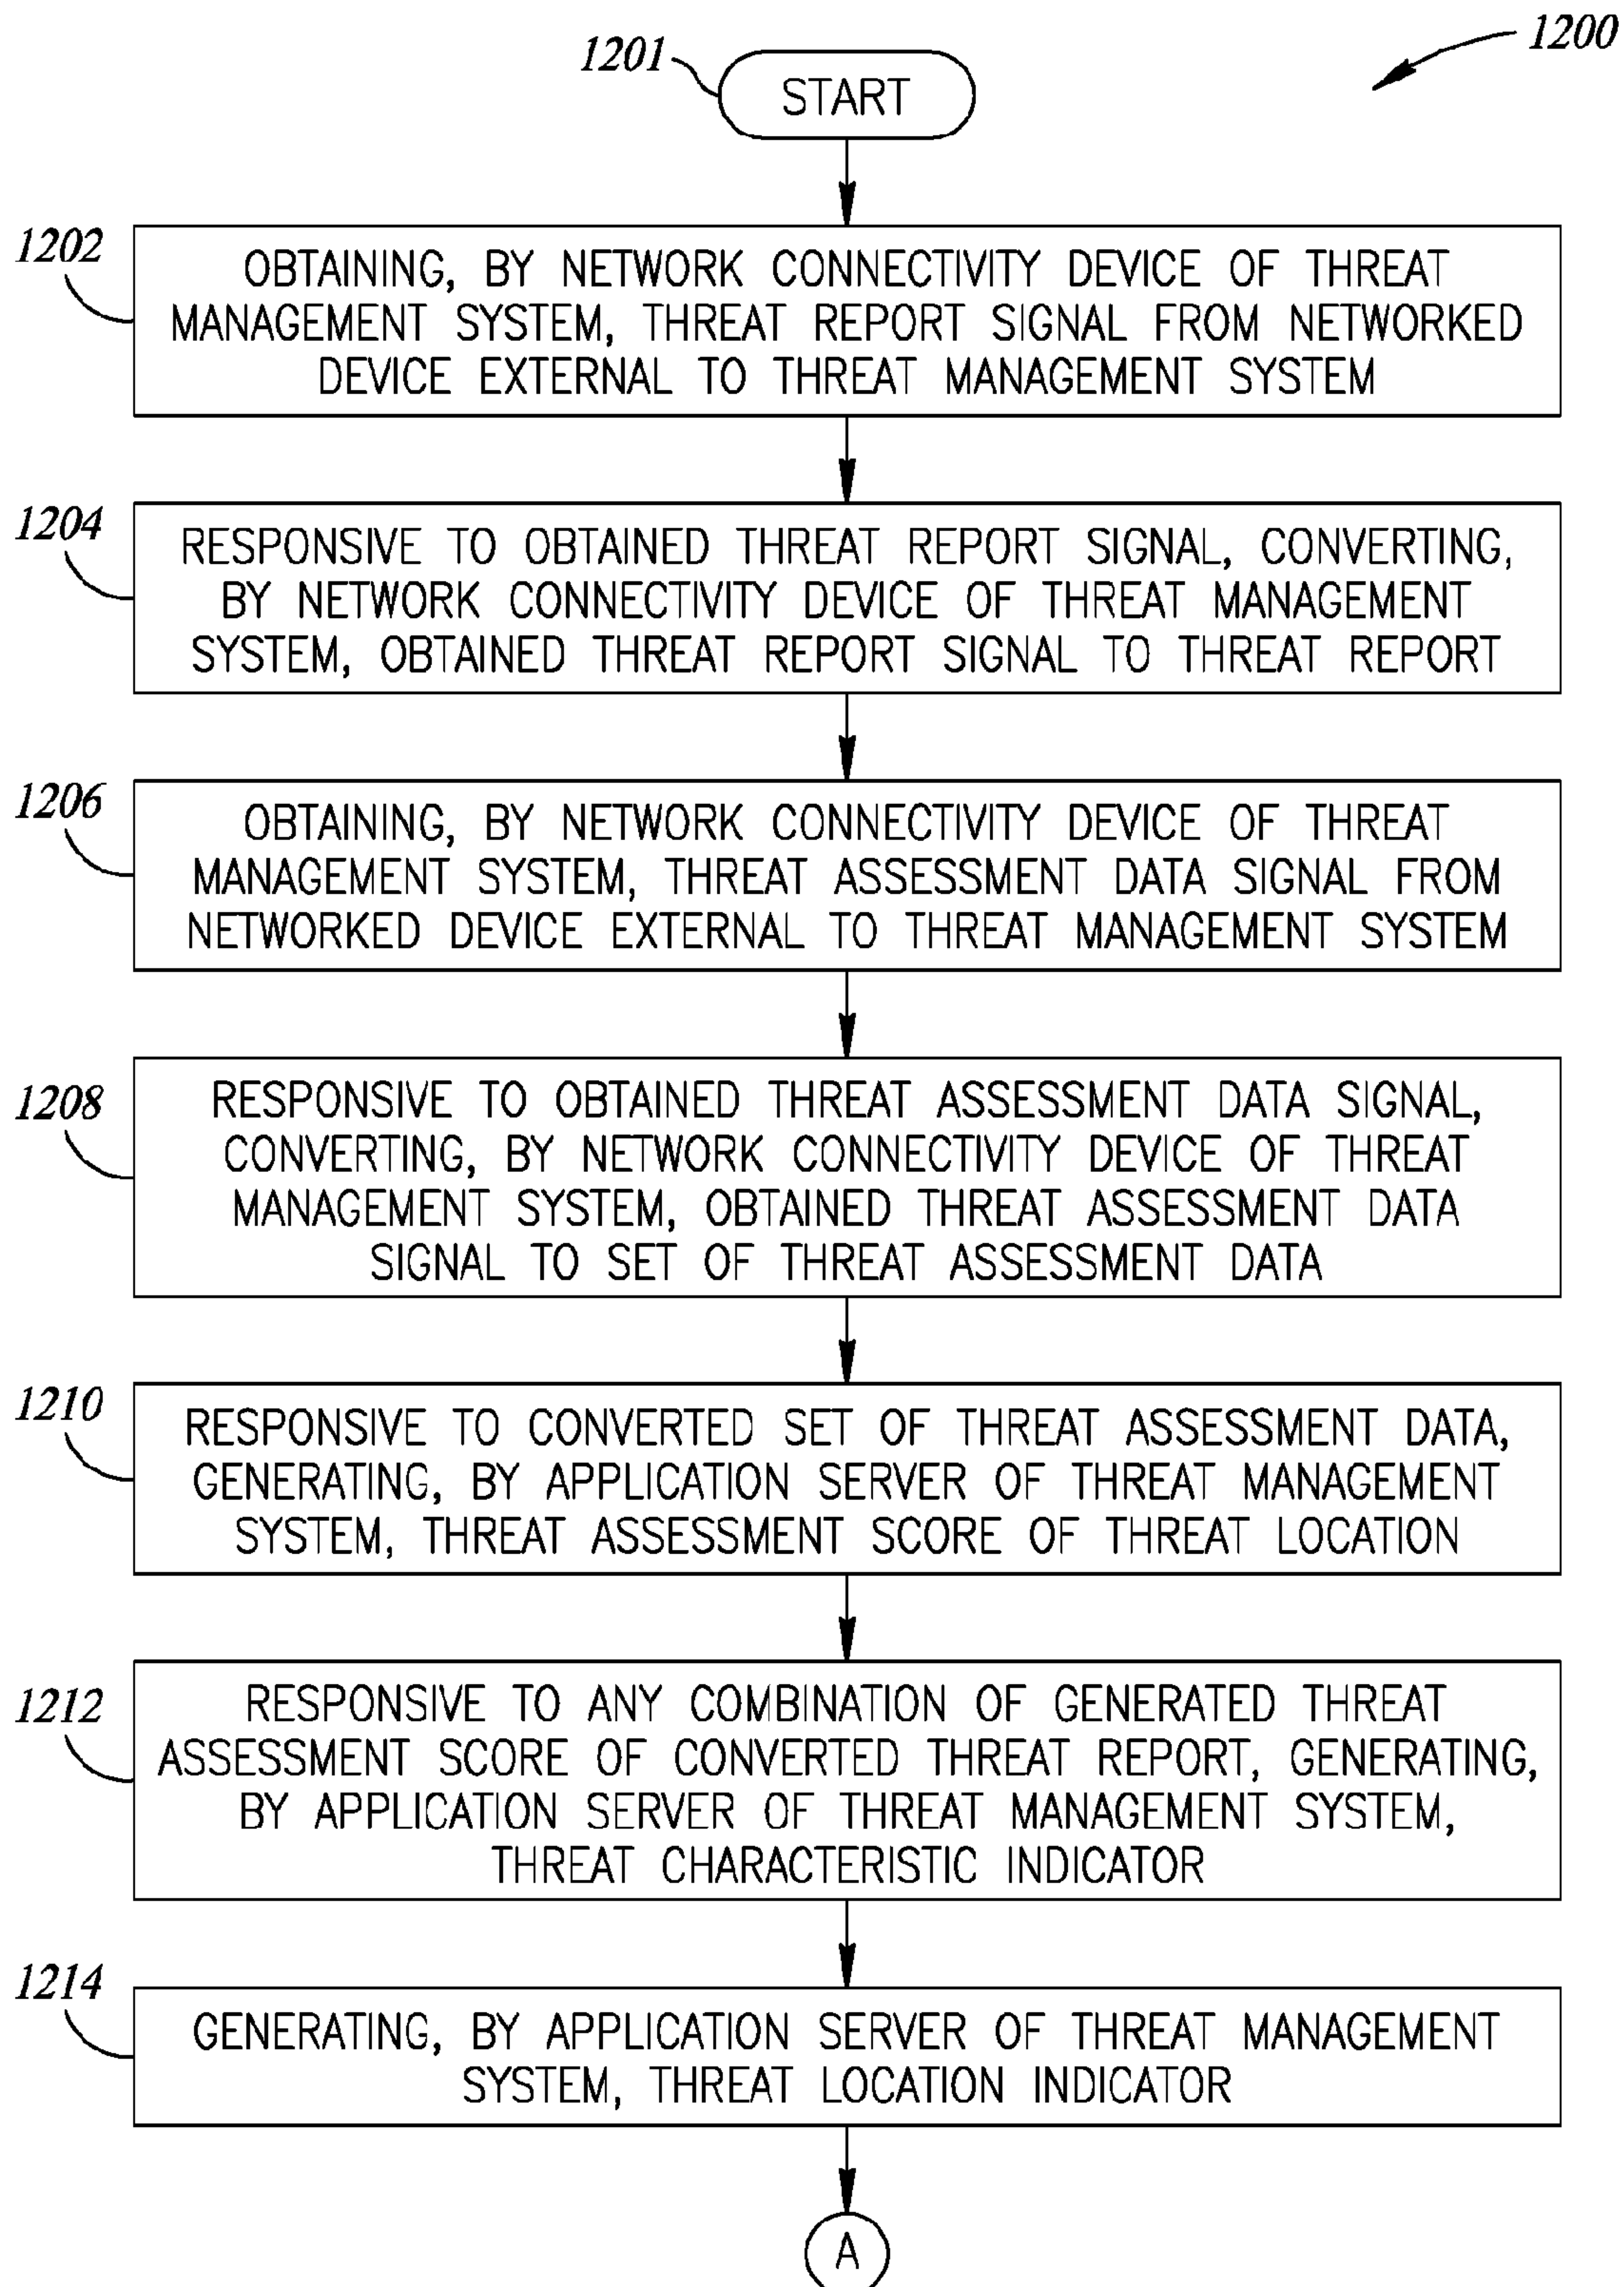 1200
1201
START
1202
OBTAINING, BY NETWORK CONNECTIVITY DEVICE OF THREAT
MANAGEMENT SYSTEM, THREAT REPORT SIGNAL FROM NETWORKED
DEVICE EXTERNAL TO THREAT MANAGEMENT SYSTEM
1204
RESPONSIVE TO OBTAINED THREAT REPORT SIGNAL, CONVERTING,
BY NETWORK CONNECTIVITY DEVICE OF THREAT MANAGEMENT
SYSTEM, OBTAINED THREAT REPORT SIGNAL TO THREAT REPORT
1206
OBTAINING, BY NETWORK CONNECTIVITY DEVICE OF THREAT
MANAGEMENT SYSTEM, THREAT ASSESSMENT DATA SIGNAL FROM
NETWORKED DEVICE EXTERNAL TO THREAT MANAGEMENT SYSTEM
1208
RESPONSIVE TO OBTAINED THREAT ASSESSMENT DATA SIGNAL,
CONVERTING, BY NETWORK CONNECTIVITY DEVICE OF THREAT
MANAGEMENT SYSTEM, OBTAINED THREAT ASSESSMENT DATA
SIGNAL TO SET OF THREAT ASSESSMENT DATA
1210
RESPONSIVE TO CONVERTED SET OF THREAT ASSESSMENT DATA,
GENERATING, BY APPLICATION SERVER OF THREAT MANAGEMENT
SYSTEM, THREAT ASSESSMENT SCORE OF THREAT LOCATION
1212
RESPONSIVE TO ANY COMBINATION OF GENERATED THREAT
ASSESSMENT SCORE OF CONVERTED THREAT REPORT, GENERATING,
BY APPLICATION SERVER OF THREAT MANAGEMENT SYSTEM,
THREAT CHARACTERISTIC INDICATOR
1214
GENERATING, BY APPLICATION SERVER OF THREAT MANAGEMENT
SYSTEM, THREAT LOCATION INDICATOR
A